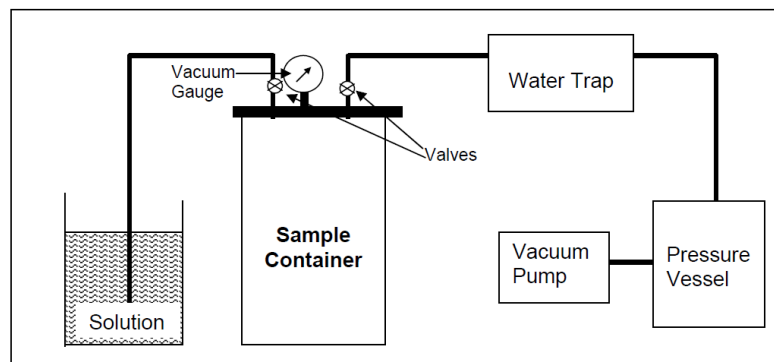 Vacuum
Gauge
Water Trap
Valves
Sample
Container
Vacuum
Pump
Pressure
Vessel
Solution